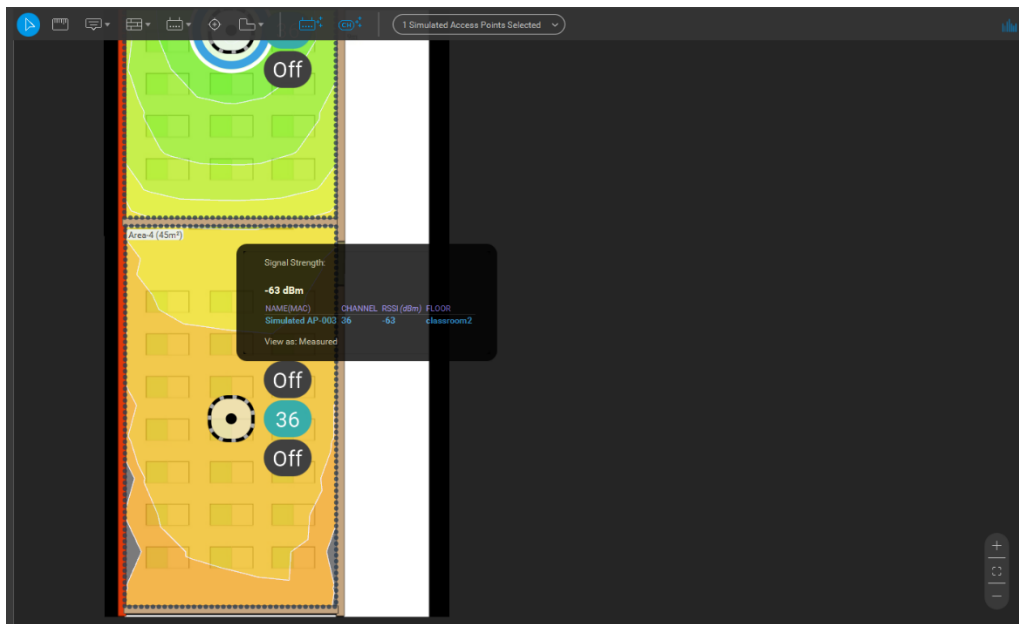 CH
1 Simulated Access Points Selected
Off
Area-4 (45m²)
Signal Strength:
-63 dBm
NAME(MAC) CHANNEL RSSI (dBm) FLOOR
Simulated AP-003 36 -63 classroom2
View as: Measured
Off
36
Off